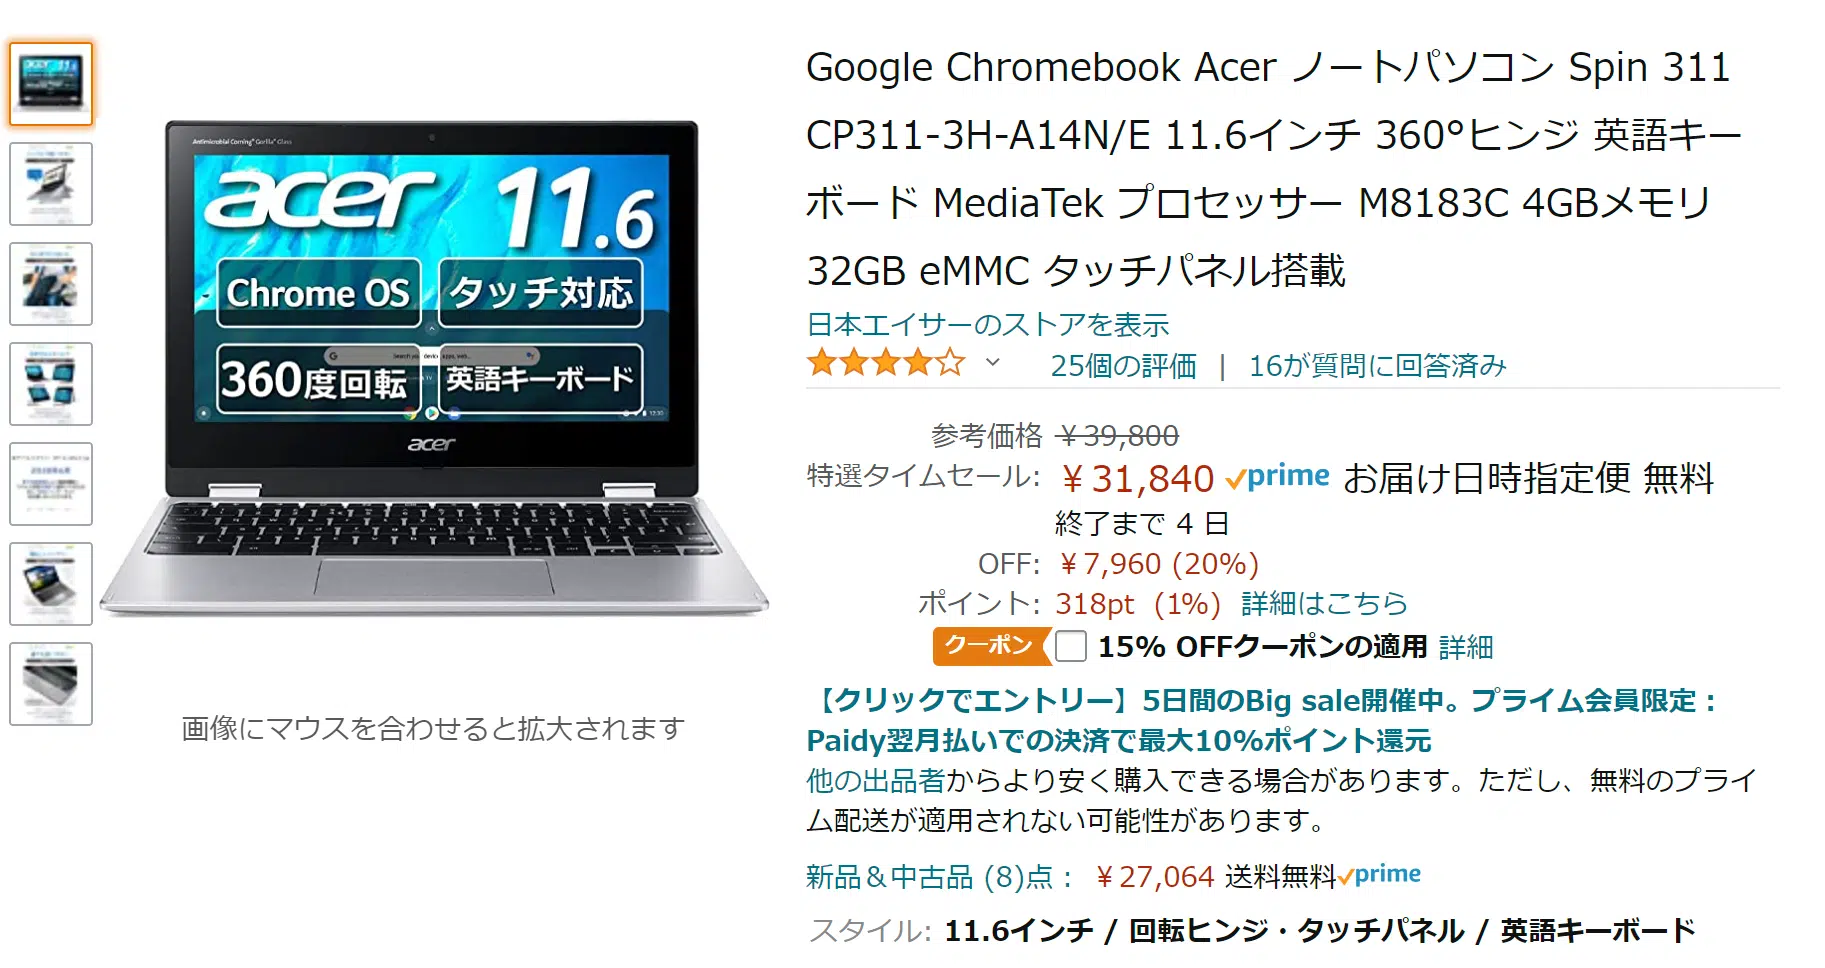 Google Chromebook Acer ノートパソコン Spin 311
CP311-3H-A14N/E 11.6インチ 360°ヒンジ 英語キー
ボード MediaTek プロセッサー M8183C 4GBメモリ
32GB eMMC タッチパネル搭載
日本エイサーのストアを表示
25個の評価 | 16が質問に回答済み
参考価格 ￥39,800
特選タイムセール: ￥31,840 prime お届け日時指定便 無料
終了まで 4 日
OFF: ￥7,960 (20%)
ポイント: 318pt (1%) 詳細はこちら
クーポン 15% OFFクーポンの適用 詳細
【クリックでエントリー】5日間のBig sale開催中。プライム会員限定：
Paidy翌月払いでの決済で最大10%ポイント還元
他の出品者からより安く購入できる場合があります。ただし、無料のプライ
ム配送が適用されない可能性があります。
新品＆中古品 (8)点： ￥27,064 送料無料 prime
スタイル: 11.6インチ / 回転ヒンジ・タッチパネル / 英語キーボード
Antimicrobial Corning® Gorilla® Glass
acer 11.6
Chrome OS タッチ対応
360度回転 英語キーボード
12:30
acer
画像にマウスを合わせると拡大されます